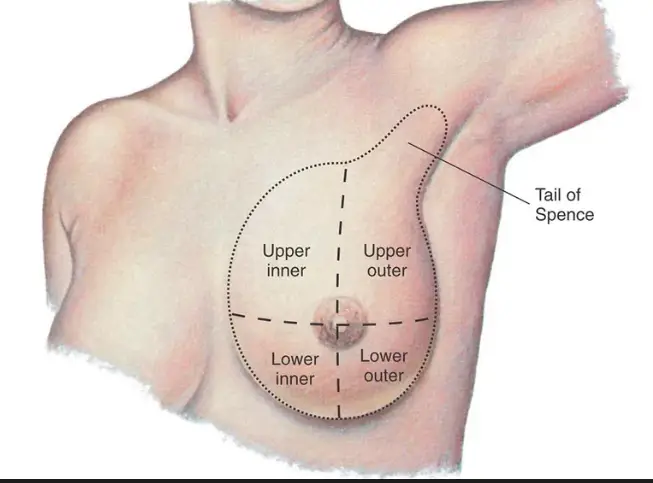 Tail of
Spence
Upper
inner
Upper
outer
Lower
inner
Lower
outer